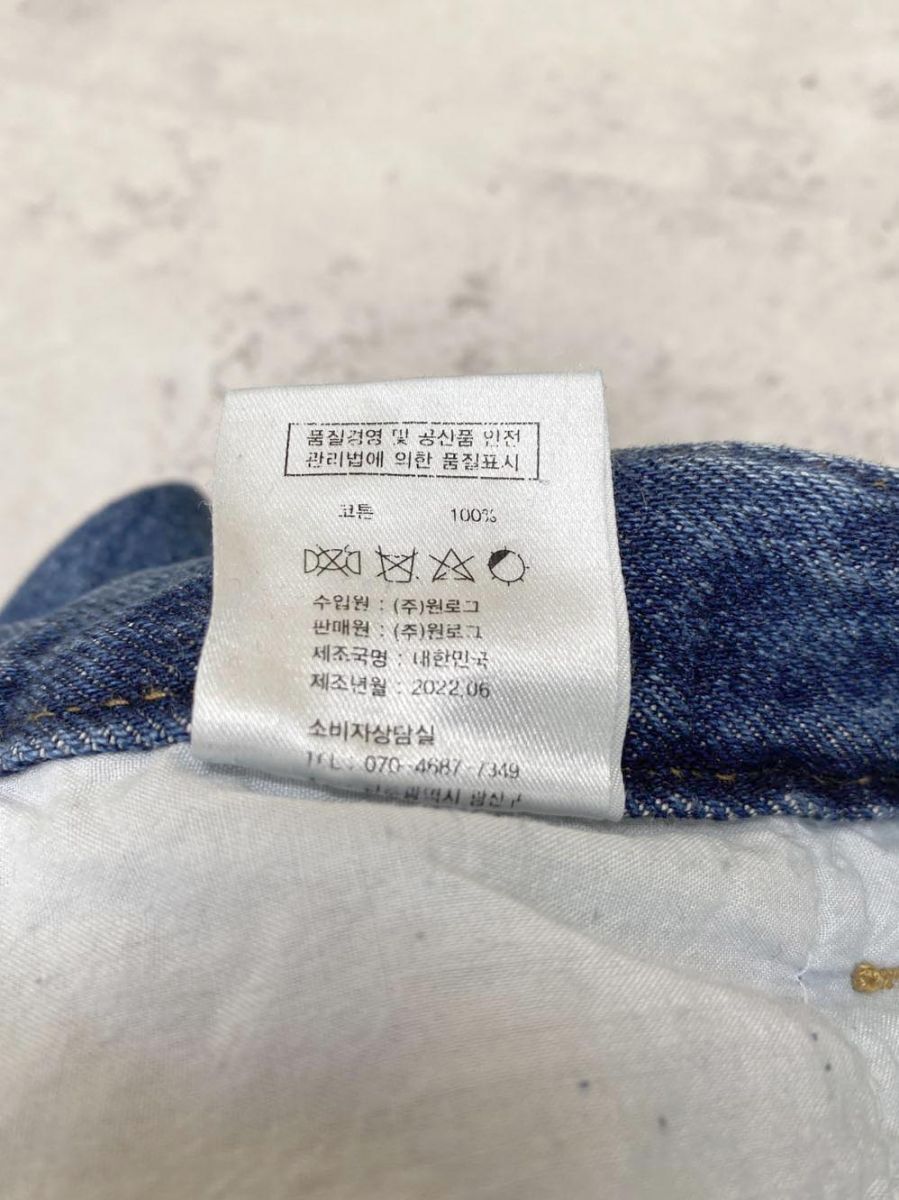 품질경영 및 공산품 안전
관리법에 의한 품질표시
코튼 100%
수입원 : (주)원로그
판매원 : (주)원로그
제조국명 : 대한민국
제조년월 : 2022.06
소비자상담실
TEL : 070-4687-7349